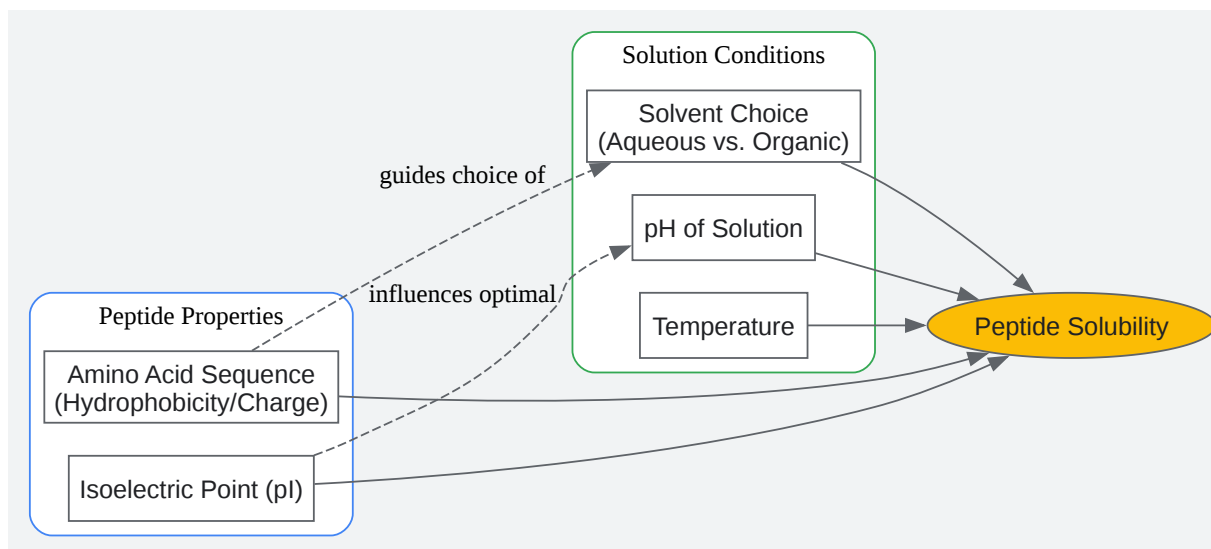 Solution Conditions
Solvent Choice
(Aqueous vs. Organic)
guides choice of
pH of Solution
influences optimal
Peptide Properties
Temperature
Peptide Solubility
Amino Acid Sequence
(Hydrophobicity/Charge)
Isoelectric Point (pI)